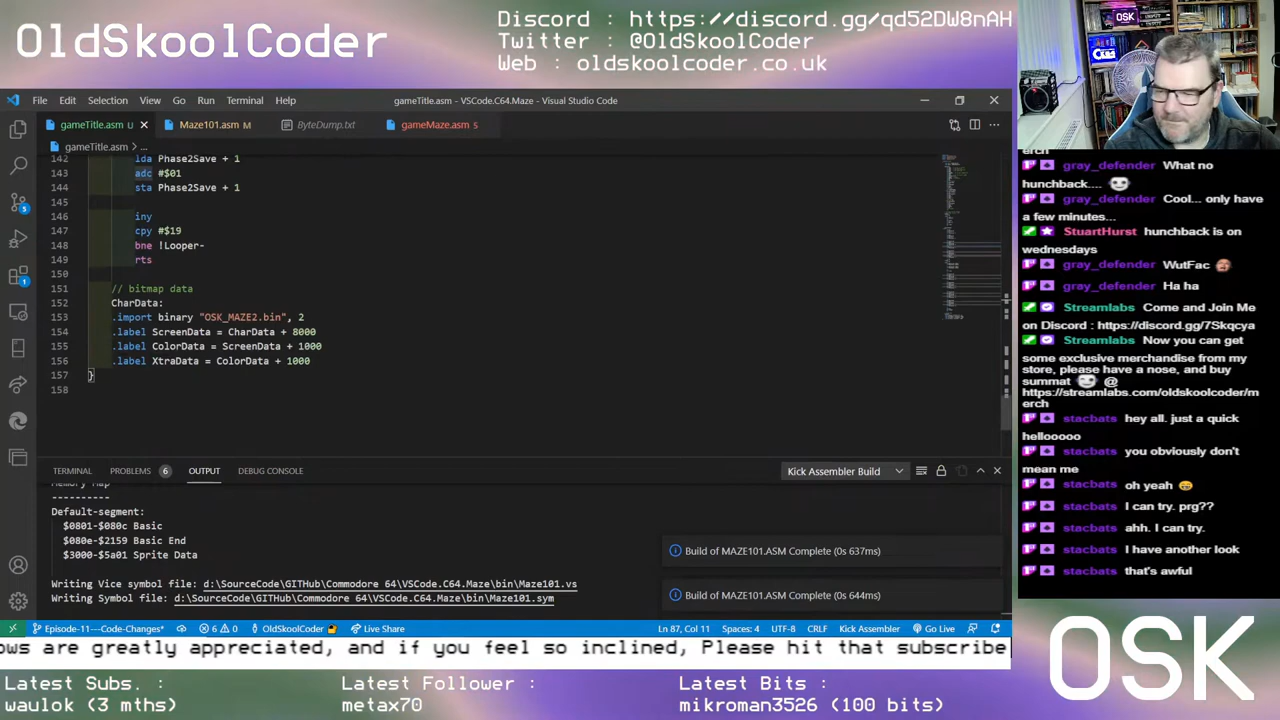 OldSkoolCoder
Discord : https://discord.gg/qd52DW8nAH
Twitter : @OldSkoolCoder
Web : oldskoolcoder.co.uk
OSK
File Edit Selection View Go Run Terminal Help
gameTitle.asm - VSCode.C64.Maze - Visual Studio Code
gameTitle.asm U
Maze101.asm M
ByteDump.txt
gameMaze.asm 5
gameTitle.asm > ...
142 lda Phase2Save + 1
143 adc #$01
144 sta Phase2Save + 1
145
146 iny
147 cpy #$19
148 bne !Looper-
149 rts
150
151 // bitmap data
152 CharData:
153 .import binary "OSK_MAZE2.bin", 2
154 .label ScreenData = CharData + 8000
155 .label ColorData = ScreenData + 1000
156 .label XtraData = ColorData + 1000
157 }
158
TERMINAL PROBLEMS 6 OUTPUT DEBUG CONSOLE
Kick Assembler Build
Memory Map
----------
Default-segment:
$0801-$080c Basic
$080e-$2159 Basic End
$3000-$5a01 Sprite Data
Writing Vice symbol file: d:\SourceCode\GITHub\Commodore 64\VSCode.C64.Maze\bin\Maze101.vs
Writing Symbol file: d:\SourceCode\GITHub\Commodore 64\VSCode.C64.Maze\bin\Maze101.sym
Build of MAZE101.ASM Complete (0s 637ms)
Build of MAZE101.ASM Complete (0s 644ms)
Episode-11---Code-Changes* 6 0 OldSkoolCoder Live Share
Ln 87, Col 11 Spaces: 4 UTF-8 CRLF Kick Assembler Go Live
ows are greatly appreciated, and if you feel so inclined, Please hit that subscribe
Latest Subs. :
waulok (3 mths)
Latest Follower :
metax70
Latest Bits :
mikroman3526 (100 bits)
erch
gray_defender What no
hunchback....
gray_defender Cool... only have
a few minutes...
StuartHurst hunchback is on
wednesdays
gray_defender WutFac
gray_defender Ha ha
Streamlabs Come and Join Me
on Discord : https://discord.gg/7Skqcya
Streamlabs Now you can get
some exclusive merchandise from my
store, please have a nose, and buy
summat @
https://streamlabs.com/oldskoolcoder/m
erch
stacbats hey all. just a quick
hellooooo
stacbats you obviously don't
mean me
stacbats oh yeah
stacbats I can try. prg??
stacbats ahh. I can try.
stacbats I have another look
stacbats that's awful
OSK